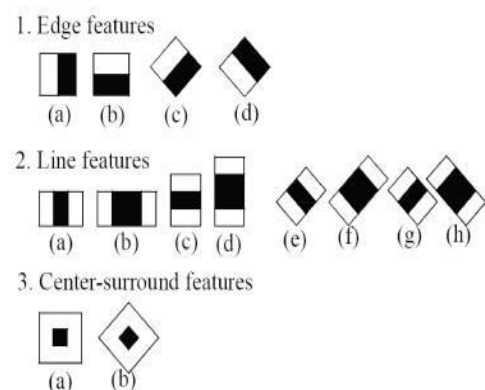 1. Edge features
(a) (b) (c) (d)
2. Line features
(a) (b) (c) (d) (e) (f) (g) (h)
3. Center-surround features
(a) (b)